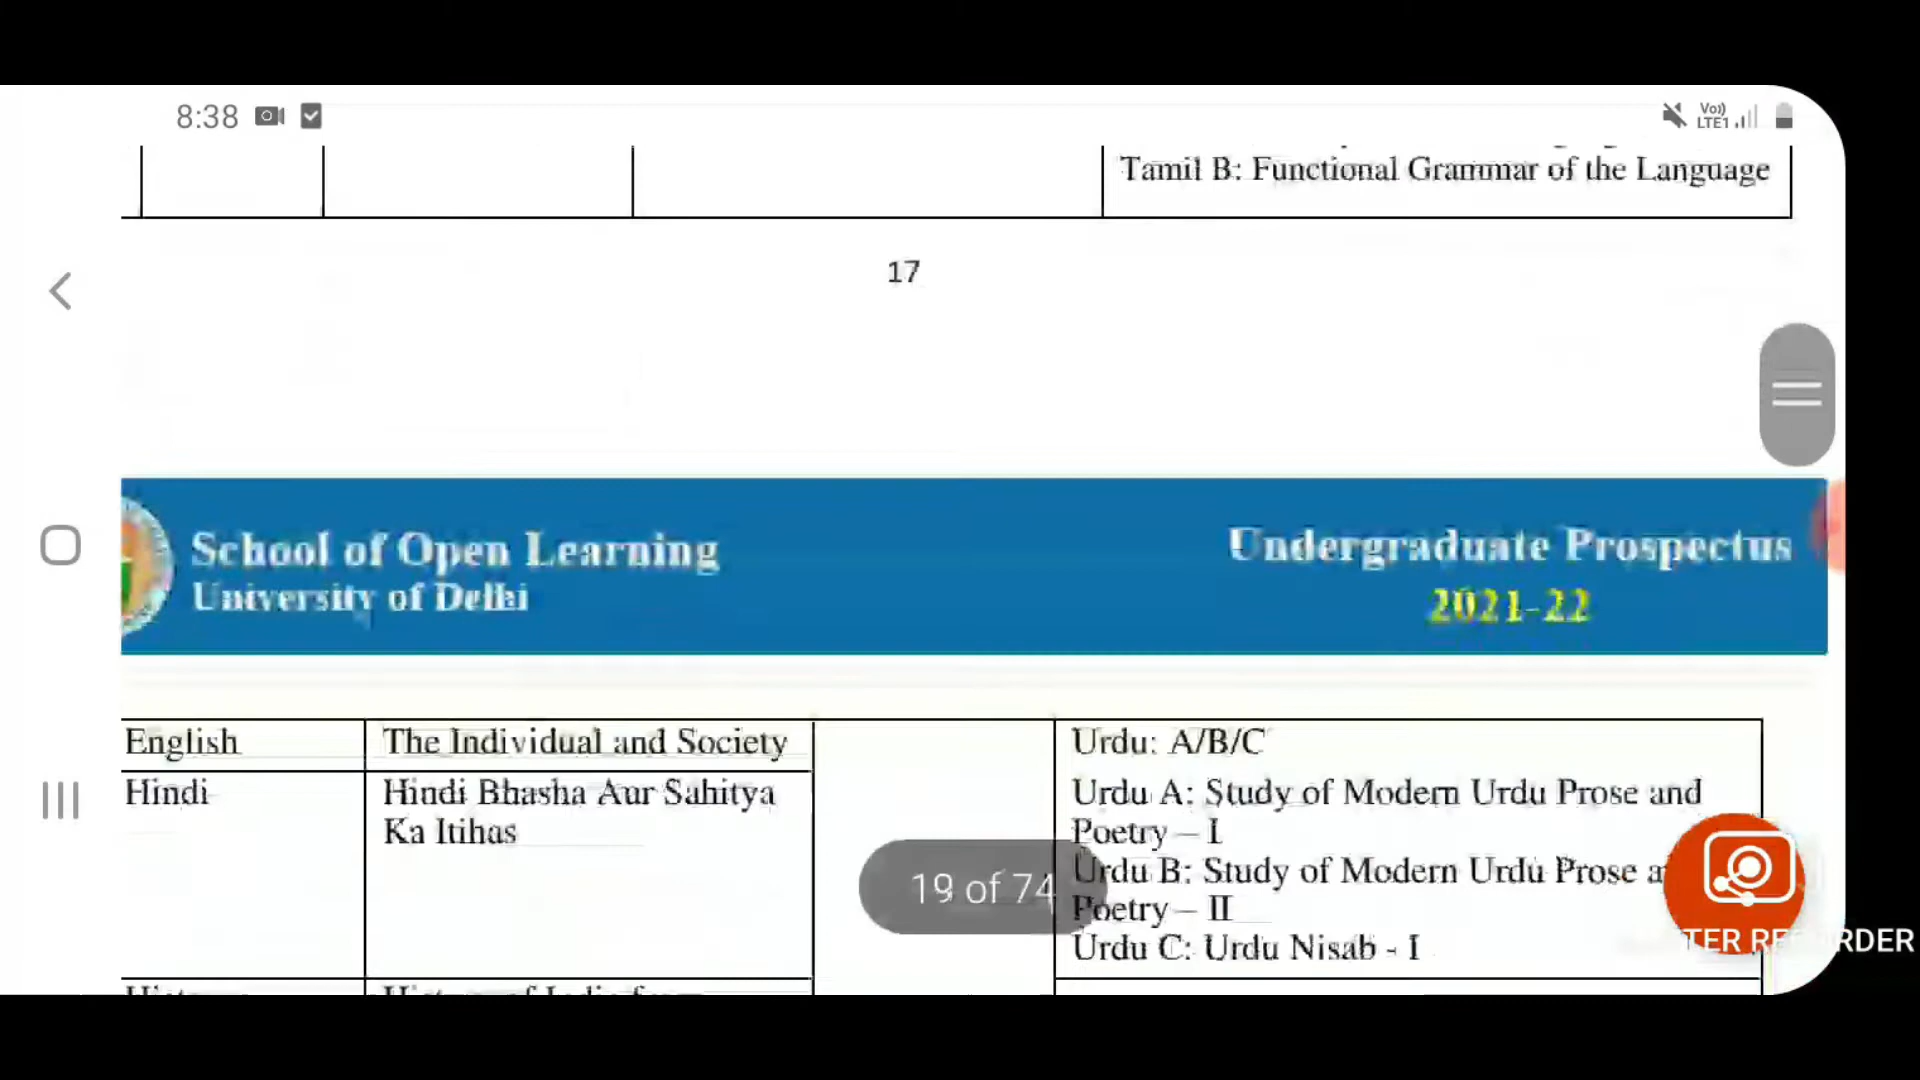 8:38
Vo))
LTE1
Tamil B: Functional Grammar of the Language
17
School of Open Learning
University of Delhi
Undergraduate Prospectus
2021-22
English
The Individual and Society
Hindi
Hindi Bhasha Aur Sahitya
Ka Itihas
Urdu: A/B/C
Urdu A: Study of Modern Urdu Prose and
Poetry – I
Urdu B: Study of Modern Urdu Prose
Poetry – II
Urdu C: Urdu Nisab - I
19 of 74